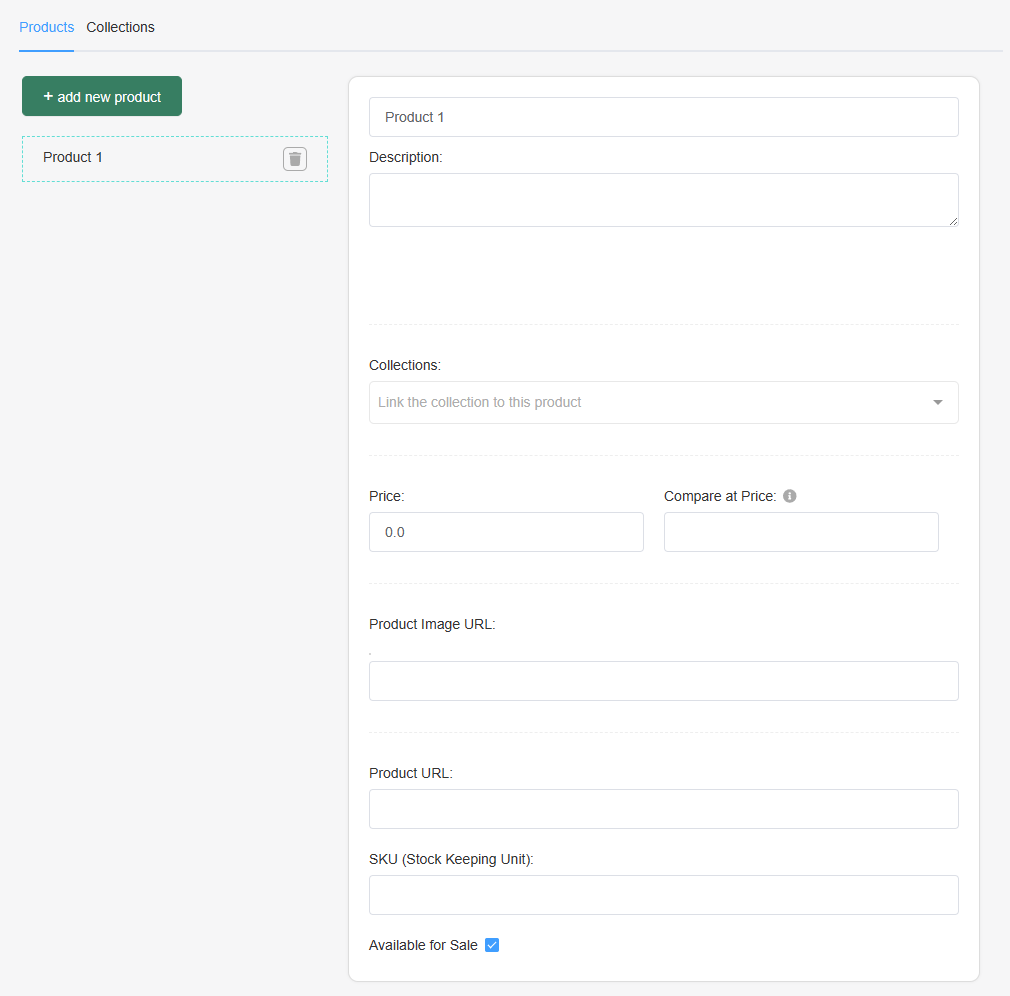 Products Collections
+ add new product
Product 1
Product 1
Description:
Collections:
Link the collection to this product
Price: Compare at Price:
0.0
Product Image URL:
.
Product URL:
SKU (Stock Keeping Unit):
Available for Sale